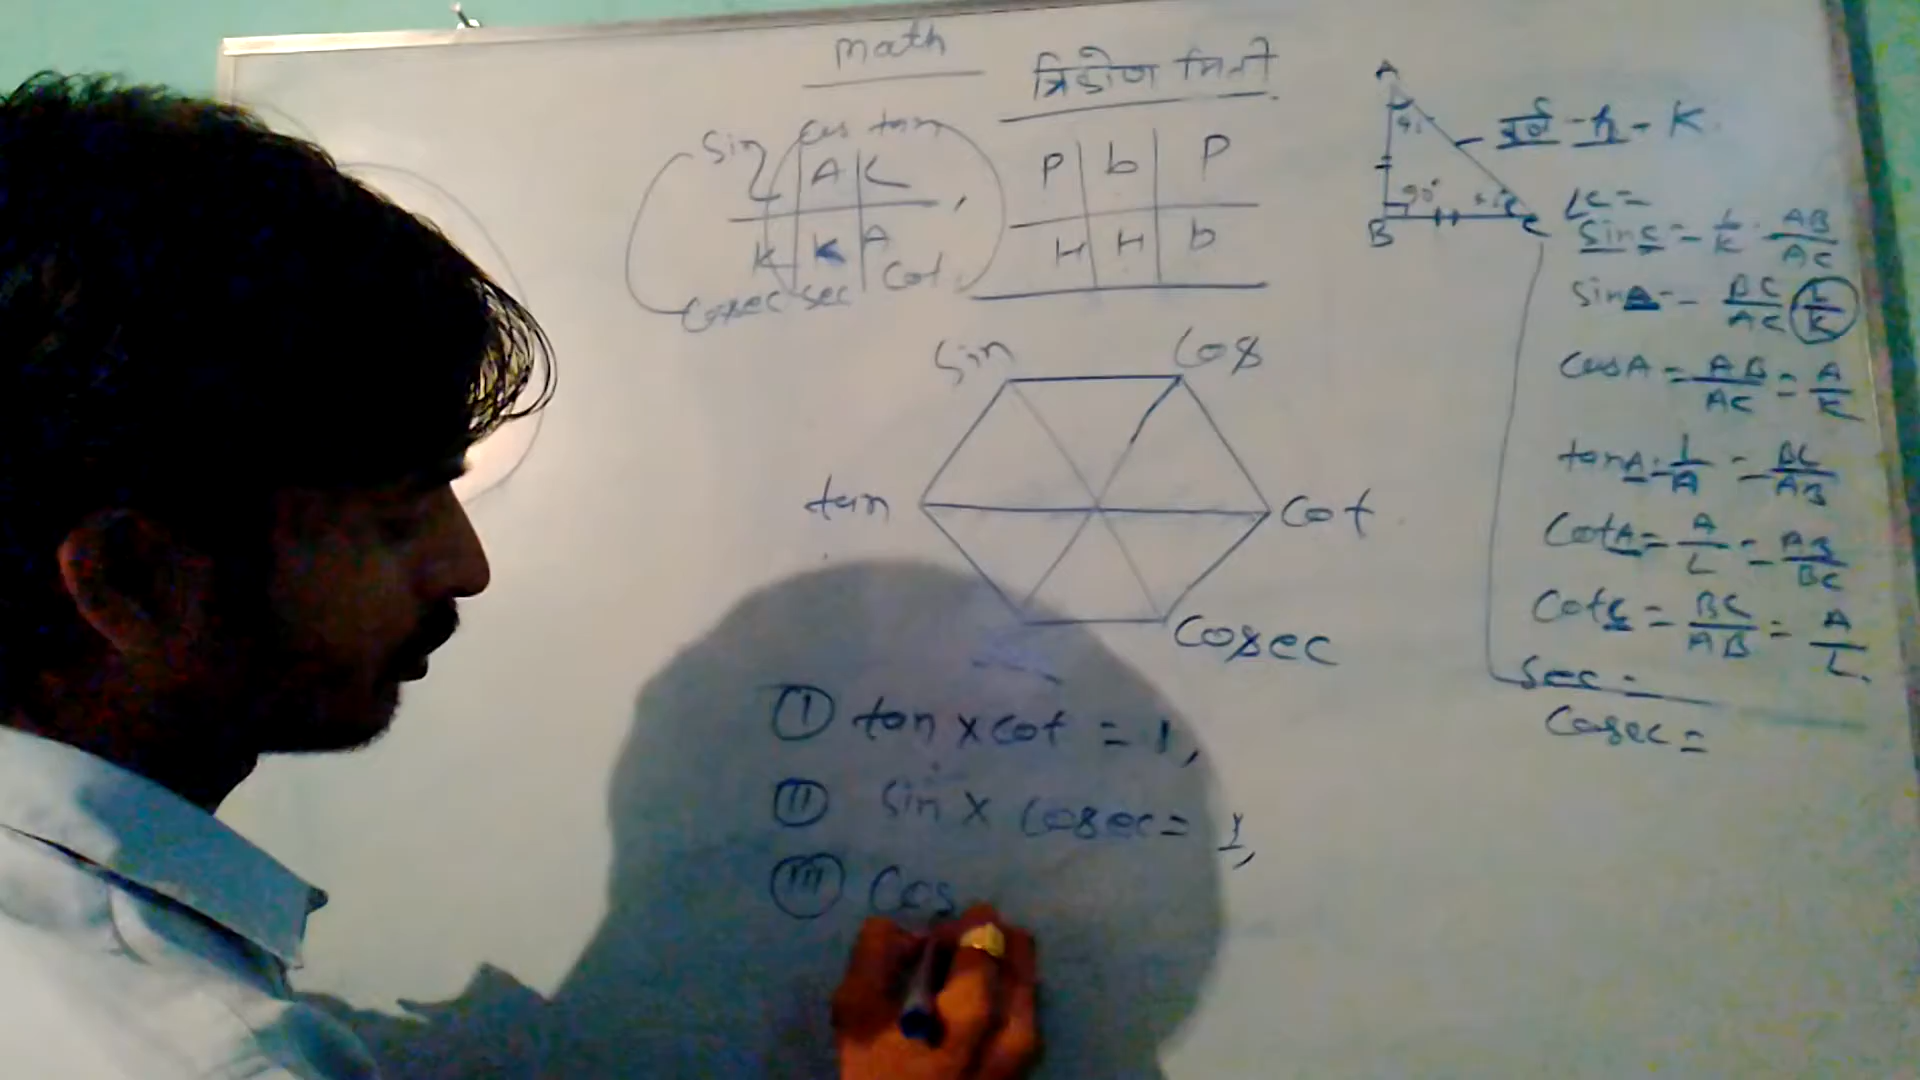 math
त्रिकोण मिती
Sin cos tan
L A L ,
K K A
Cosec sec Cot
P b P
H H b
A
90°
B C
h - K
∠C =
Sin C = L/K . AB/AC
Sin A = BC/AC L/K
Cos A = AB/AC = A/K
tan A . L/A = BC/AB
Cot A = A/L = AB/BC
Cot C = BC/AB = A/L
Sec =
Cosec =
Sin Cos
tan Cot
Cosec
(I) tan x cot = 1,
(II) Sin x Cosec = 1,
(III) Cos